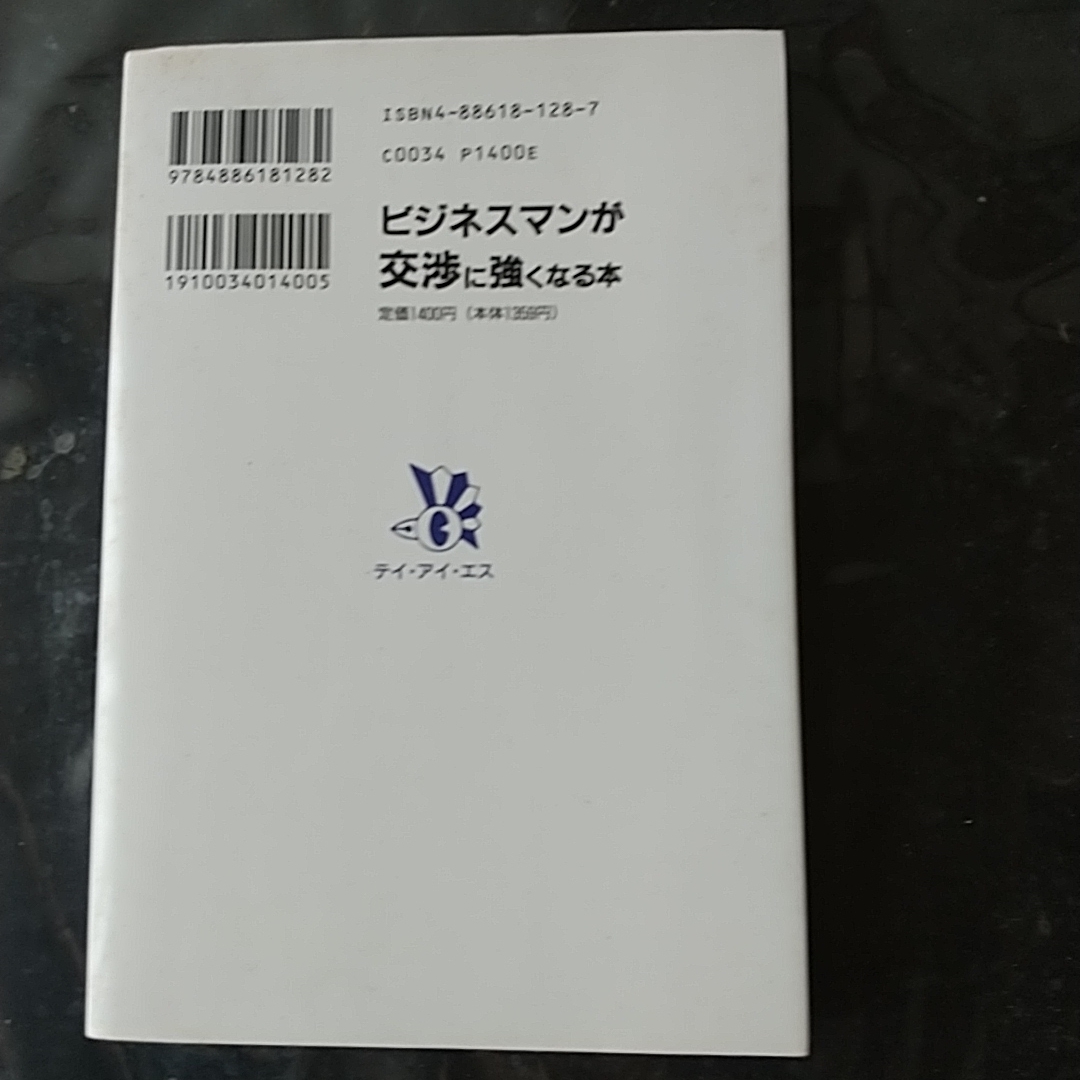 ISBN4-88618-128-7
C0034 P1400E
9784886181282
1910034014005
ビジネスマンが
交渉に強くなる本
定価1400円(本体1359円)
テイ・アイ・エス